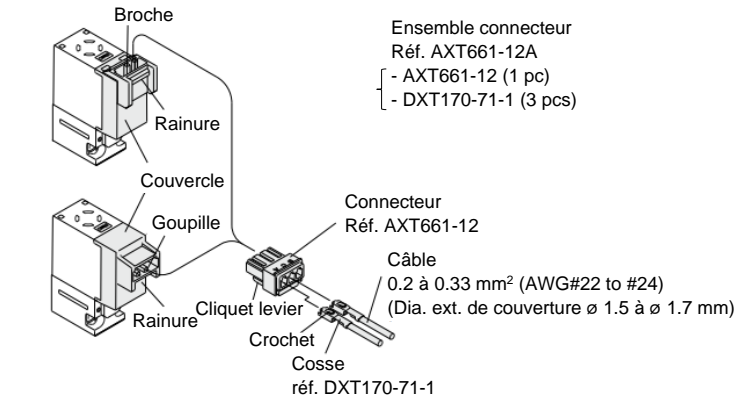 Broche
Ensemble connecteur
Réf. AXT661-12A
- AXT661-12 (1 pc)
- DXT170-71-1 (3 pcs)
Rainure
Couvercle
Goupille
Connecteur
Réf. AXT661-12
Câble
0.2 à 0.33 mm² (AWG#22 to #24)
(Dia. ext. de couverture ø 1.5 à ø 1.7 mm)
Cliquet levier
Rainure
Crochet
Cosse
réf. DXT170-71-1